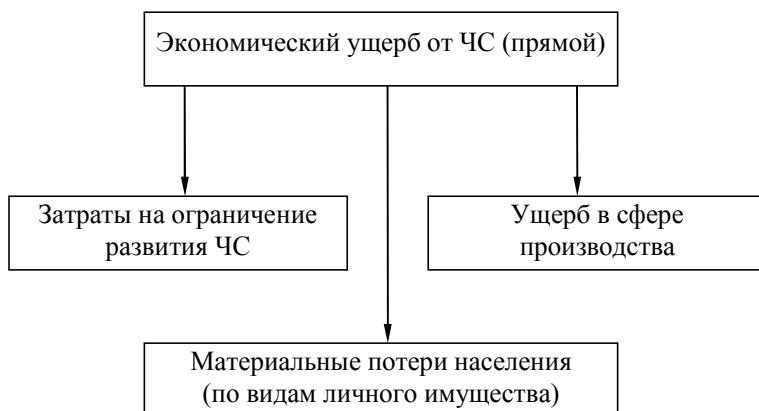 Экономический ущерб от ЧС (прямой)
Затраты на ограничение
развития ЧС
Ущерб в сфере
производства
Материальные потери населения
(по видам личного имущества)